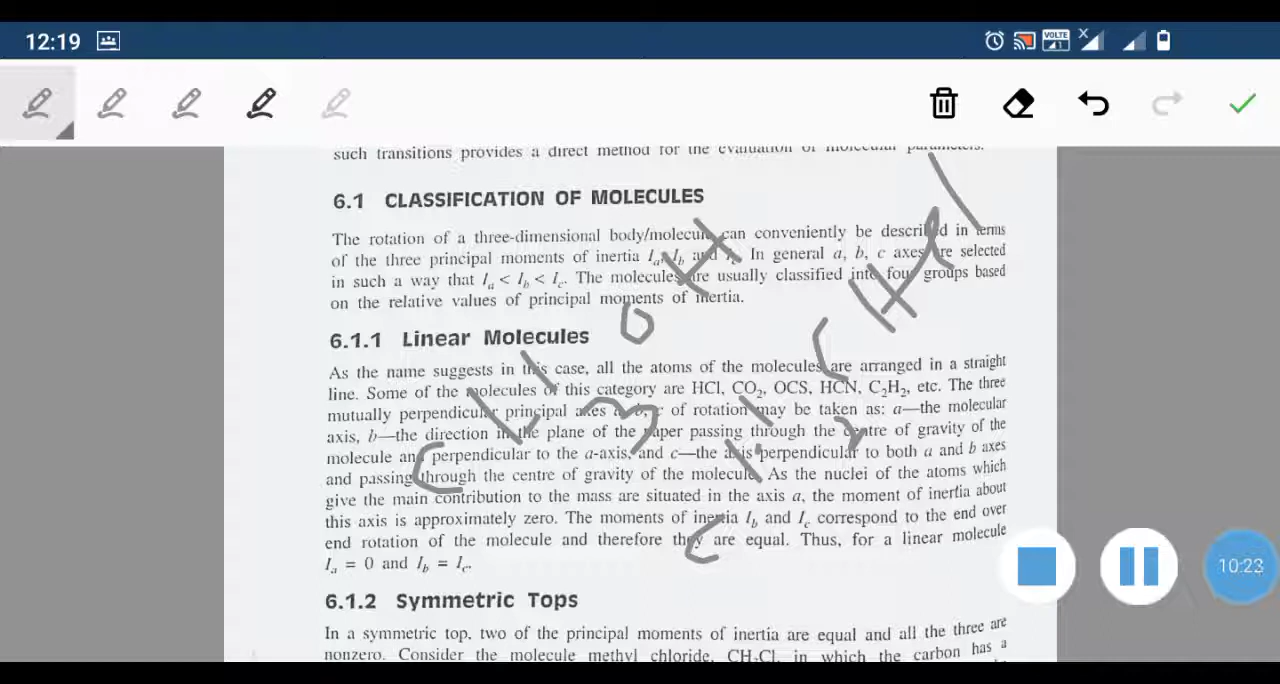 12:19
VOLTE
such transitions provides a direct method for the evaluation of molecular parameters.
6.1 CLASSIFICATION OF MOLECULES
The rotation of a three-dimensional body/molecule can conveniently be described in terms
of the three principal moments of inertia Ia, Ib and Ic. In general a, b, c axes are selected
in such a way that Ia < Ib < Ic. The molecules are usually classified into four groups based
on the relative values of principal moments of inertia.
6.1.1 Linear Molecules
As the name suggests in this case, all the atoms of the molecules are arranged in a straight
line. Some of the molecules of this category are HCl, CO2, OCS, HCN, C2H2, etc. The three
mutually perpendicular principal axes a, b, c of rotation may be taken as: a—the molecular
axis, b—the direction in the plane of the paper passing through the centre of gravity of the
molecule and perpendicular to the a-axis, and c—the axis perpendicular to both a and b axes
and passing through the centre of gravity of the molecule. As the nuclei of the atoms which
give the main contribution to the mass are situated in the axis a, the moment of inertia about
this axis is approximately zero. The moments of inertia Ib and Ic correspond to the end over
end rotation of the molecule and therefore they are equal. Thus, for a linear molecule
Ia = 0 and Ib = Ic.
6.1.2 Symmetric Tops
In a symmetric top, two of the principal moments of inertia are equal and all the three are
nonzero. Consider the molecule methyl chloride, CH3Cl, in which the carbon has a
CH3OH
10:23